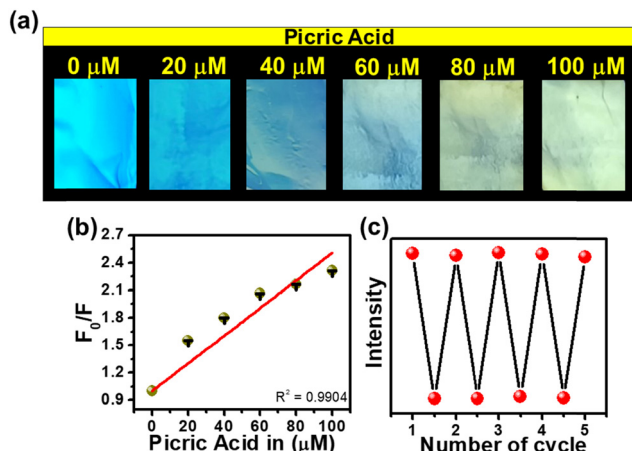 (a)
Picric Acid
0 μM 20 μM 40 μM 60 μM 80 μM 100 μM
(b)
2.7
2.4
2.1
1.8
1.5
1.2
0.9
F0/F
R² = 0.9904
0 20 40 60 80 100
Picric Acid in (μM)
(c)
Intensity
1 2 3 4 5
Number of cycle